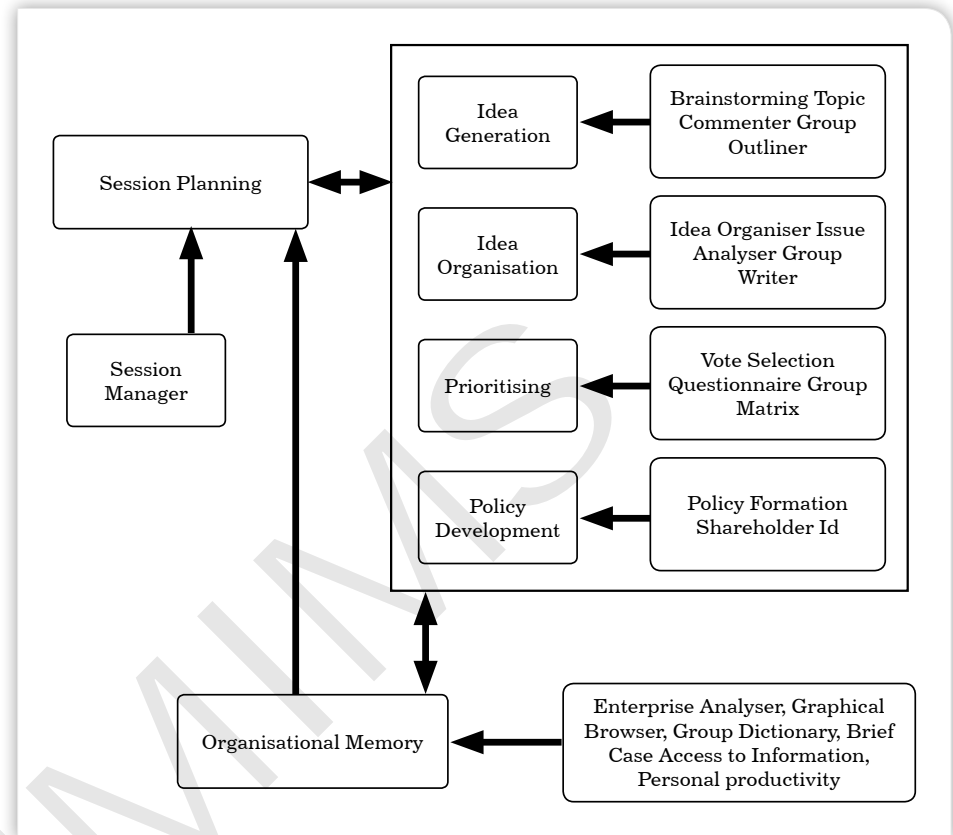 Idea
Generation
Brainstorming Topic
Commenter Group
Outliner
Session Planning
Idea
Organisation
Idea Organiser Issue
Analyser Group
Writer
Session
Manager
Prioritising
Vote Selection
Questionnaire Group
Matrix
Policy
Development
Policy Formation
Shareholder Id
Organisational Memory
Enterprise Analyser, Graphical
Browser, Group Dictionary, Brief
Case Access to Information,
Personal productivity
MIMS